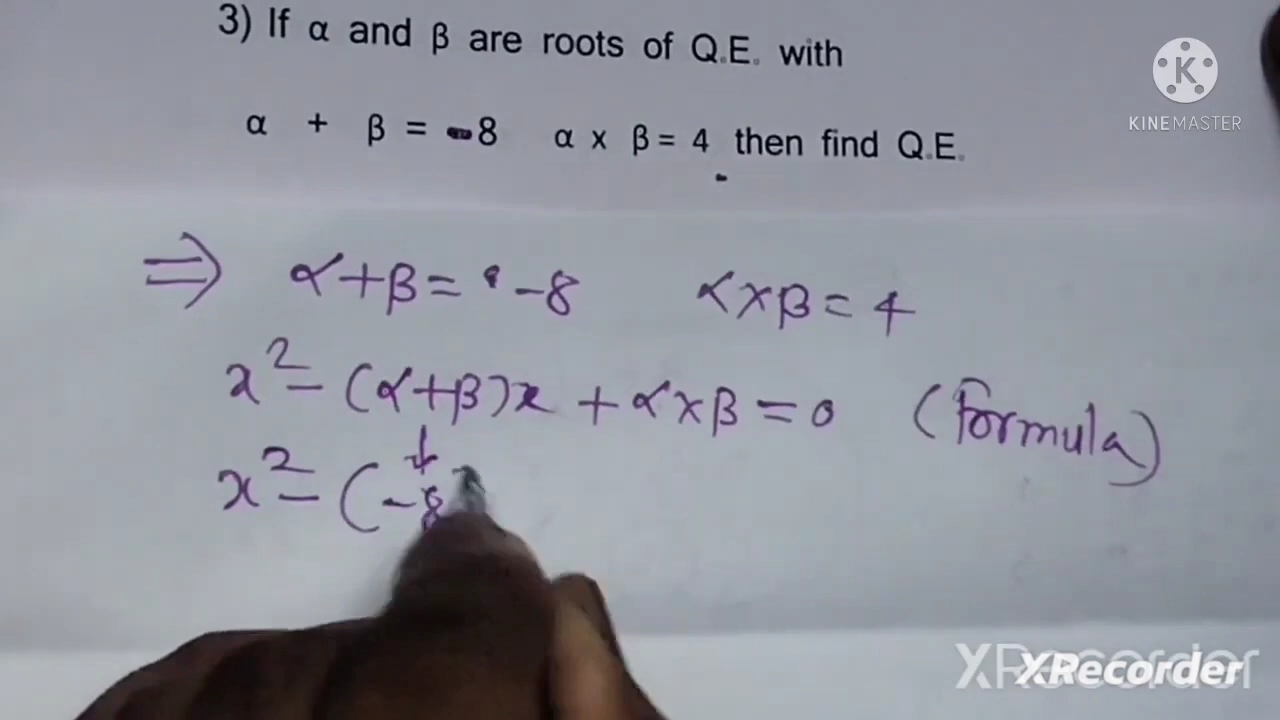 3) If α and β are roots of Q.E. with
KINEMASTER
α + β = -8 α x β = 4 then find Q.E.
⇒ α+β = -8 α×β = 4
x² - (α+β)x + α×β = 0 (Formula)
↓
x² - (-8)
XRecorder
XRecorder